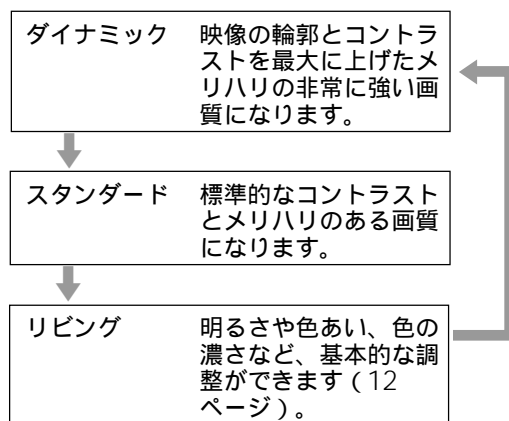 ダイナミック 映像の輪郭とコントラ
ストを最大に上げたメ
リハリの非常に強い画
質になります。
スタンダード 標準的なコントラスト
とメリハリのある画質
になります。
リビング 明るさや色あい、色の
濃さなど、基本的な調
整ができます(12
ページ)。